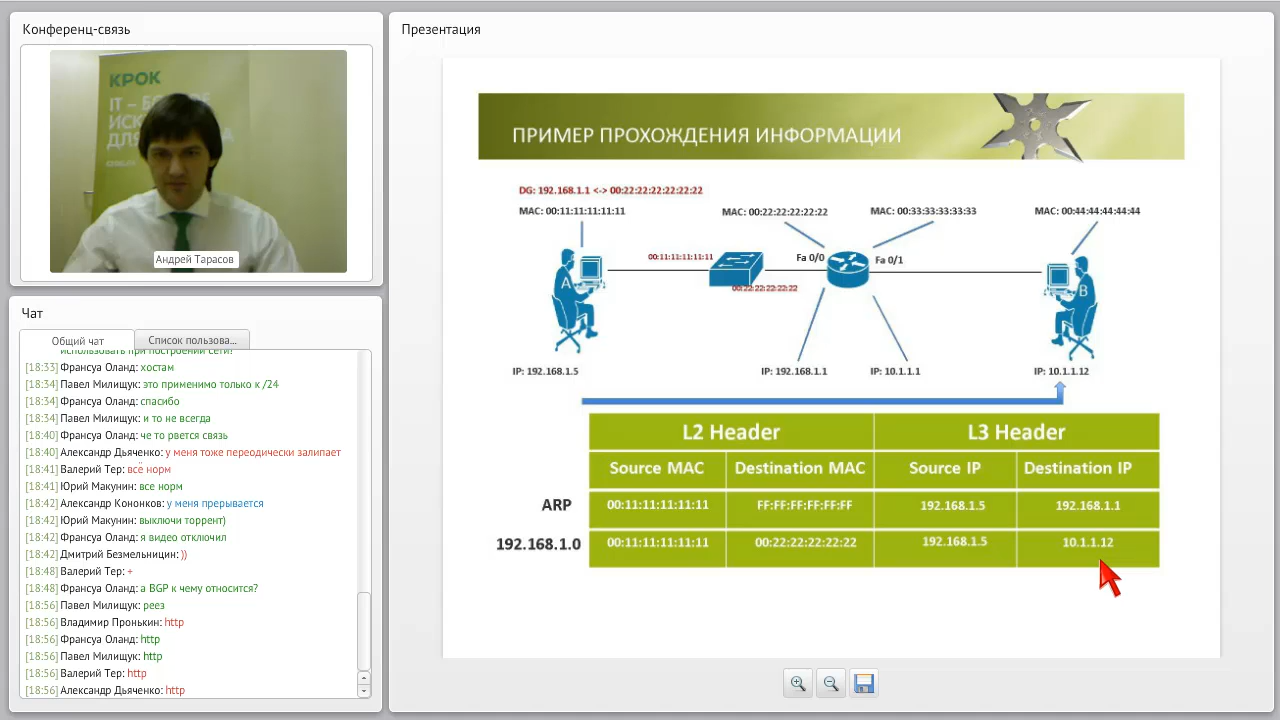 Конференц-связь
КРОК
IT –
ИСК
ДЛЯ
Андрей Тарасов
Чат
Общий чат
Список пользова...
использовать при построении сети?
[18:33] Франсуа Оланд: хостам
[18:34] Павел Милищук: это применимо только к /24
[18:34] Франсуа Оланд: спасибо
[18:34] Павел Милищук: и то не всегда
[18:40] Франсуа Оланд: че то рвется связь
[18:40] Александр Дьяченко: у меня тоже переодически залипает
[18:41] Валерий Тер: все норм
[18:41] Юрий Макунин: все норм
[18:42] Александр Кононков: у меня прерывается
[18:42] Юрий Макунин: выключи торрент)
[18:42] Франсуа Оланд: я видео отключил
[18:42] Дмитрий Безмельницин: ))
[18:48] Валерий Тер: +
[18:48] Франсуа Оланд: а BGP к чему относится?
[18:56] Павел Милищук: реез
[18:56] Владимир Пронькин: http
[18:56] Франсуа Оланд: http
[18:56] Павел Милищук: http
[18:56] Валерий Тер: http
[18:56] Александр Дьяченко: http
Презентация
ПРИМЕР ПРОХОЖДЕНИЯ ИНФОРМАЦИИ
DG: 192.168.1.1 <-> 00:22:22:22:22:22:22
MAC: 00:11:11:11:11:11
MAC: 00:22:22:22:22:22
MAC: 00:33:33:33:33:33
MAC: 00:44:44:44:44:44
00:11:11:11:11:11
Fa 0/0
Fa 0/1
A
B
00:22:22:22:22:22
IP: 192.168.1.5
IP: 192.168.1.1
IP: 10.1.1.1
IP: 10.1.1.12
L2 Header
L3 Header
Source MAC
Destination MAC
Source IP
Destination IP
ARP
00:11:11:11:11:11
FF:FF:FF:FF:FF:FF
192.168.1.5
192.168.1.1
192.168.1.0
00:11:11:11:11:11
00:22:22:22:22:22
192.168.1.5
10.1.1.12